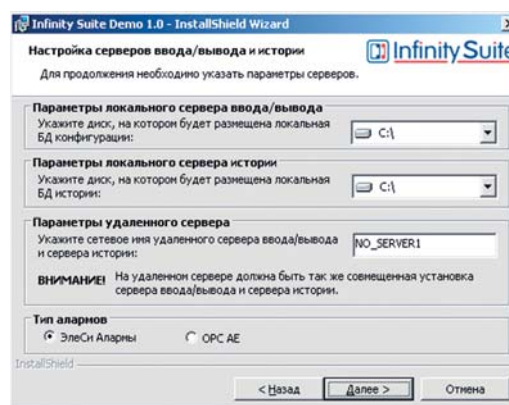 Infinity Suite Demo 1.0 - InstallShield Wizard
Настройка серверов ввода/вывода и истории
Infinity Suite
Для продолжения необходимо указать параметры серверов.
Параметры локального сервера ввода/вывода
Укажите диск, на котором будет размещена локальная
БД конфигурации:
C:\
Параметры локального сервера истории
Укажите диск, на котором будет размещена локальная
БД истории:
C:\
Параметры удаленного сервера
Укажите сетевое имя удаленного сервера ввода/вывода
и сервера истории:
NO_SERVER1
ВНИМАНИЕ! На удаленном сервере должна быть так же совмещенная установка
сервера ввода/вывода и сервера истории.
Тип алармов
ЭлеСи Алармы
OPC AE
InstallShield
< Назад
Далее >
Отмена